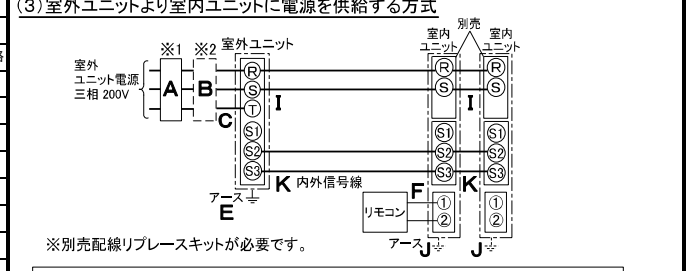 (3)室外ユニットより室内ユニットに電源を供給する方式
※1 ※2 室外ユニット
別売
室内
ユニット
室内
ユニット
室外
ユニット電源
三相 200V
A B C
R
S
T
S1
S2
S3
I
R
S
S1
S2
S3
I
R
S
S1
S2
S3
K 内外信号線
K
アース
E
F
リモコン
①
②
①
②
アース J
J
※別売配線リプレースキットが必要です。